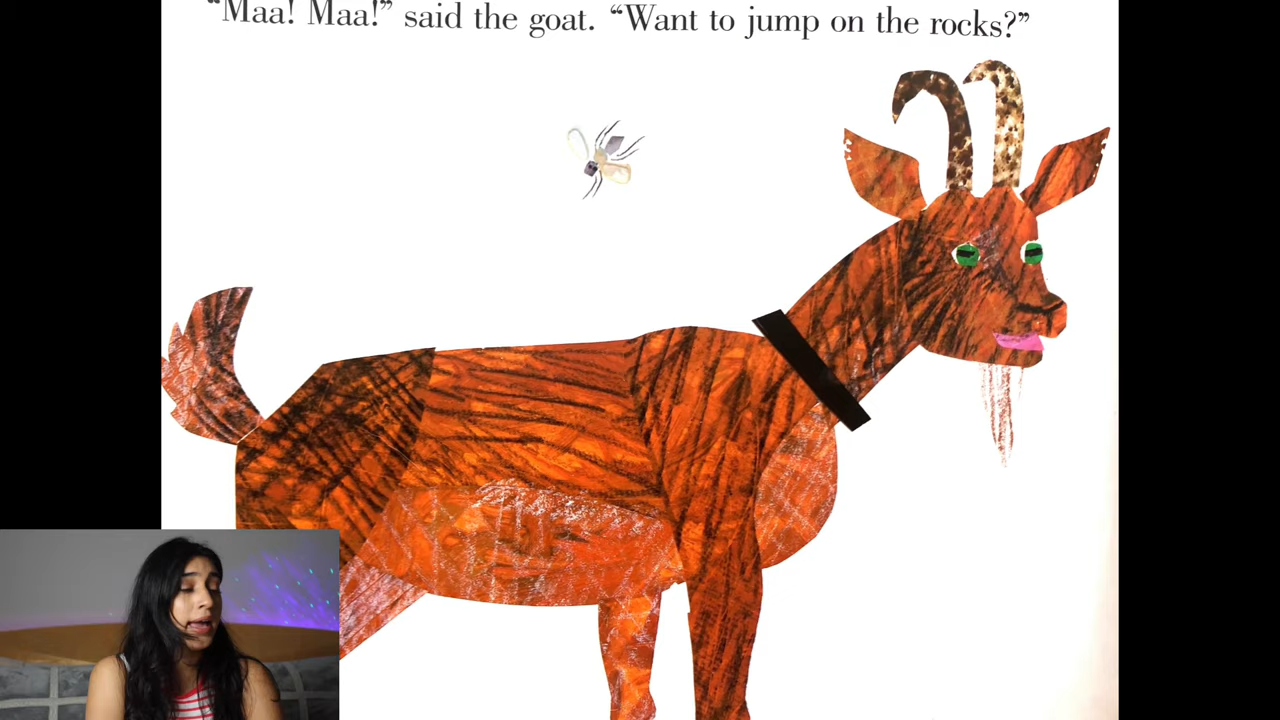 “Maa! Maa!” said the goat. “Want to jump on the rocks?”